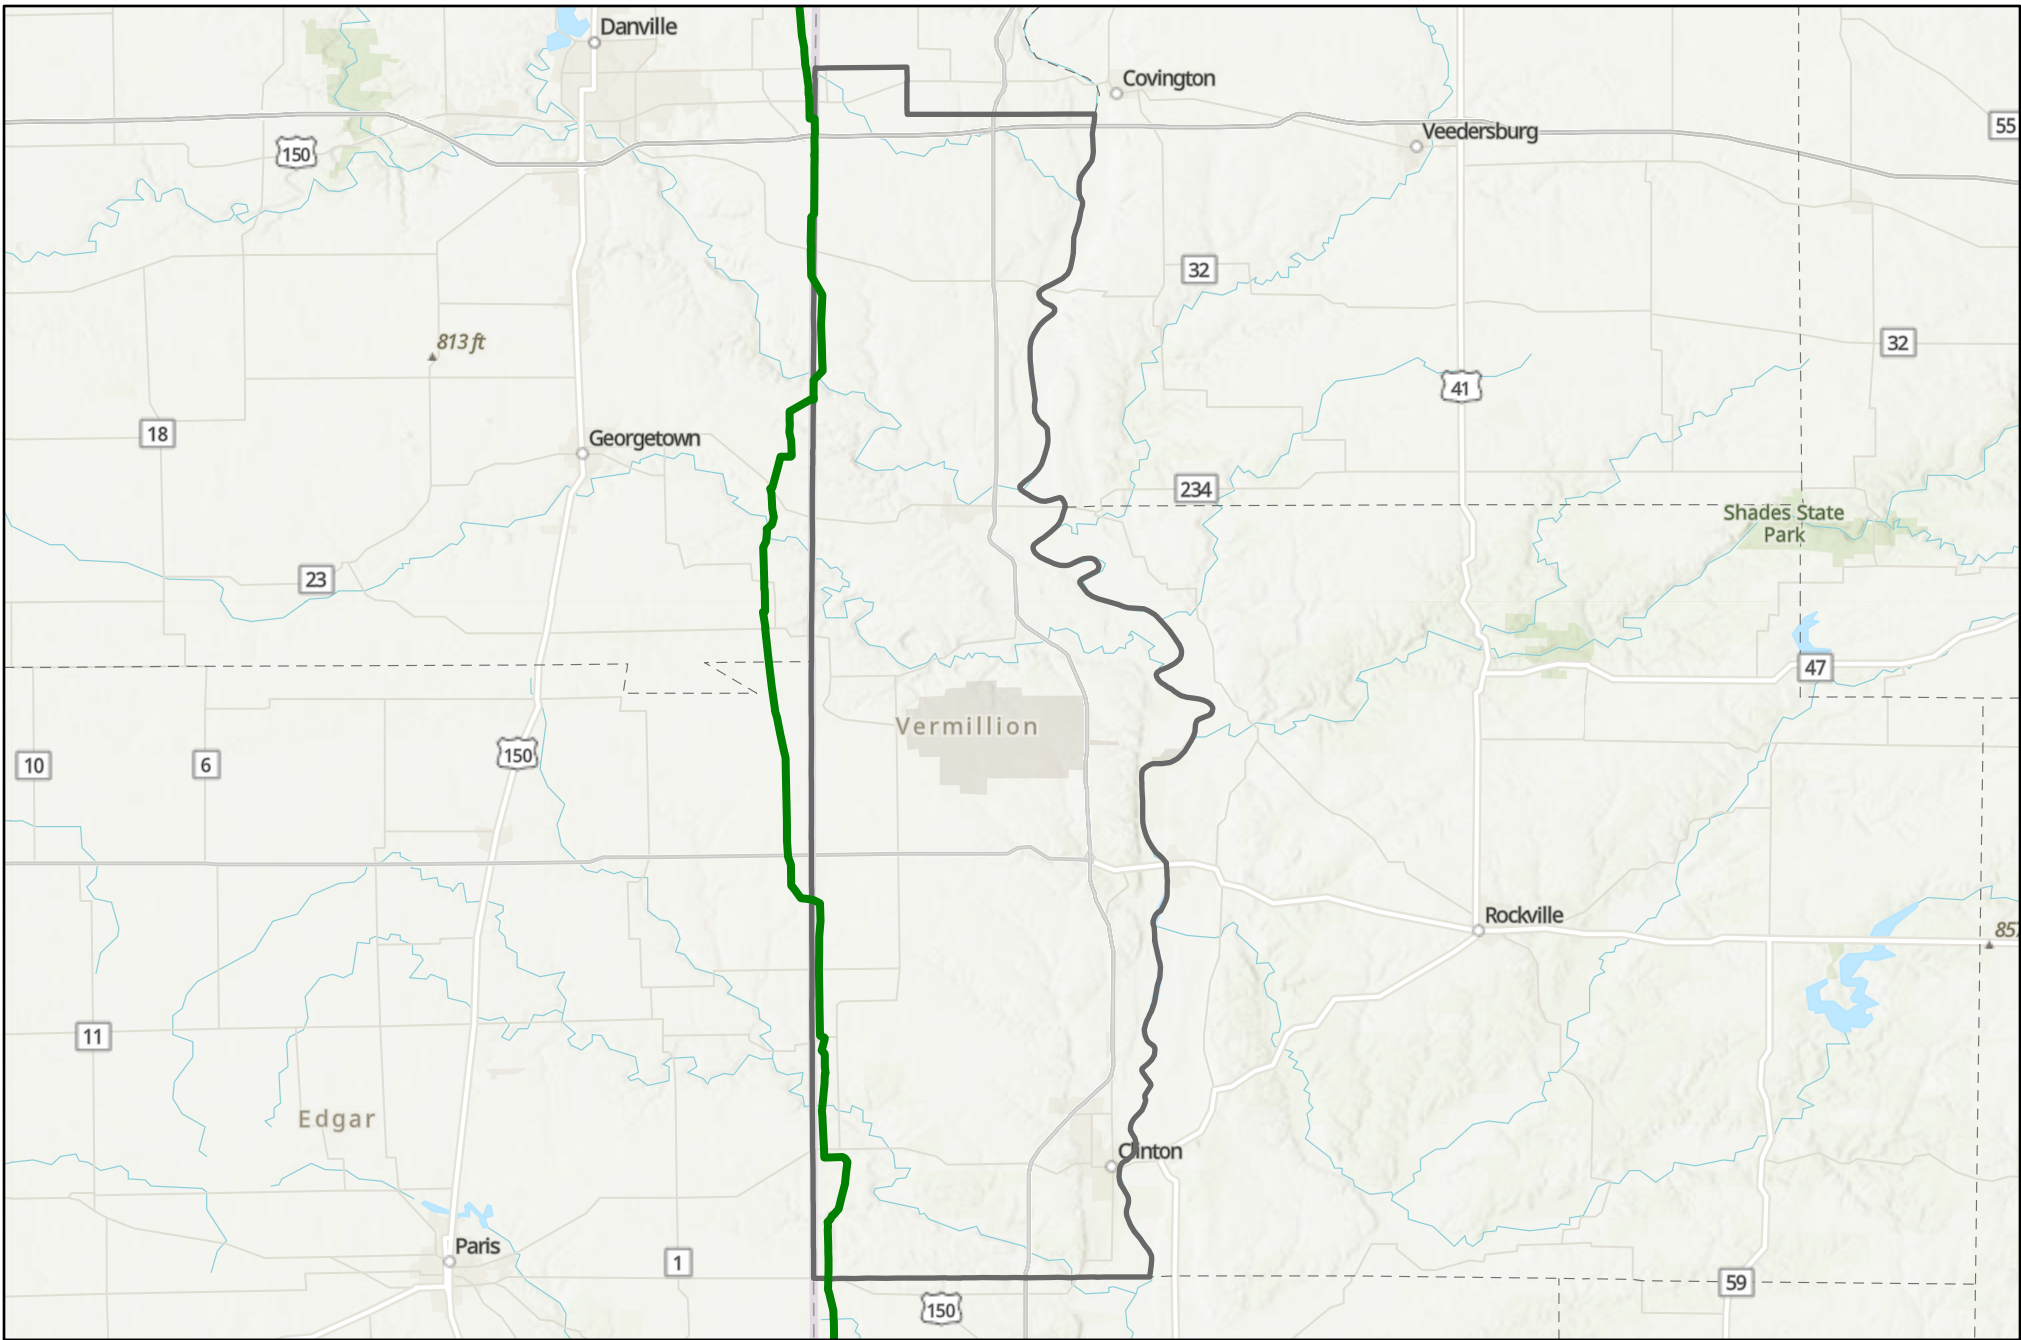 Danville
Covington
Veedersburg
55
150
32
813 ft
32
41
18
Georgetown
234
Shades State
Park
23
47
Vermillion
150
10
6
Rockville
857
11
Edgar
Clinton
Paris
1
59
150